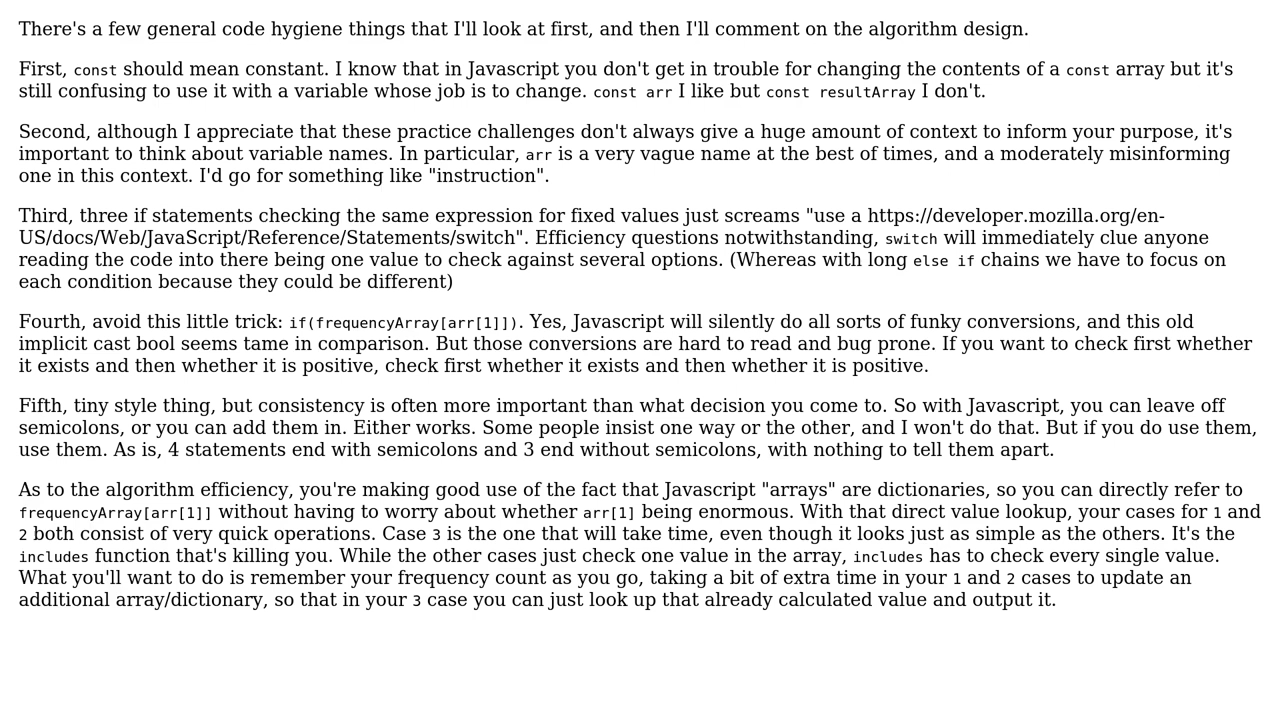 There's a few general code hygiene things that I'll look at first, and then I'll comment on the algorithm design.
First, const should mean constant. I know that in Javascript you don't get in trouble for changing the contents of a const array but it's
still confusing to use it with a variable whose job is to change. const arr I like but const resultArray I don't.
Second, although I appreciate that these practice challenges don't always give a huge amount of context to inform your purpose, it's
important to think about variable names. In particular, arr is a very vague name at the best of times, and a moderately misinforming
one in this context. I'd go for something like "instruction".
Third, three if statements checking the same expression for fixed values just screams "use a https://developer.mozilla.org/en-
US/docs/Web/JavaScript/Reference/Statements/switch". Efficiency questions notwithstanding, switch will immediately clue anyone
reading the code into there being one value to check against several options. (Whereas with long else if chains we have to focus on
each condition because they could be different)
Fourth, avoid this little trick: if(frequencyArray[arr[1]]). Yes, Javascript will silently do all sorts of funky conversions, and this old
implicit cast bool seems tame in comparison. But those conversions are hard to read and bug prone. If you want to check first whether
it exists and then whether it is positive, check first whether it exists and then whether it is positive.
Fifth, tiny style thing, but consistency is often more important than what decision you come to. So with Javascript, you can leave off
semicolons, or you can add them in. Either works. Some people insist one way or the other, and I won't do that. But if you do use them,
use them. As is, 4 statements end with semicolons and 3 end without semicolons, with nothing to tell them apart.
As to the algorithm efficiency, you're making good use of the fact that Javascript "arrays" are dictionaries, so you can directly refer to
frequencyArray[arr[1]] without having to worry about whether arr[1] being enormous. With that direct value lookup, your cases for 1 and
2 both consist of very quick operations. Case 3 is the one that will take time, even though it looks just as simple as the others. It's the
includes function that's killing you. While the other cases just check one value in the array, includes has to check every single value.
What you'll want to do is remember your frequency count as you go, taking a bit of extra time in your 1 and 2 cases to update an
additional array/dictionary, so that in your 3 case you can just look up that already calculated value and output it.